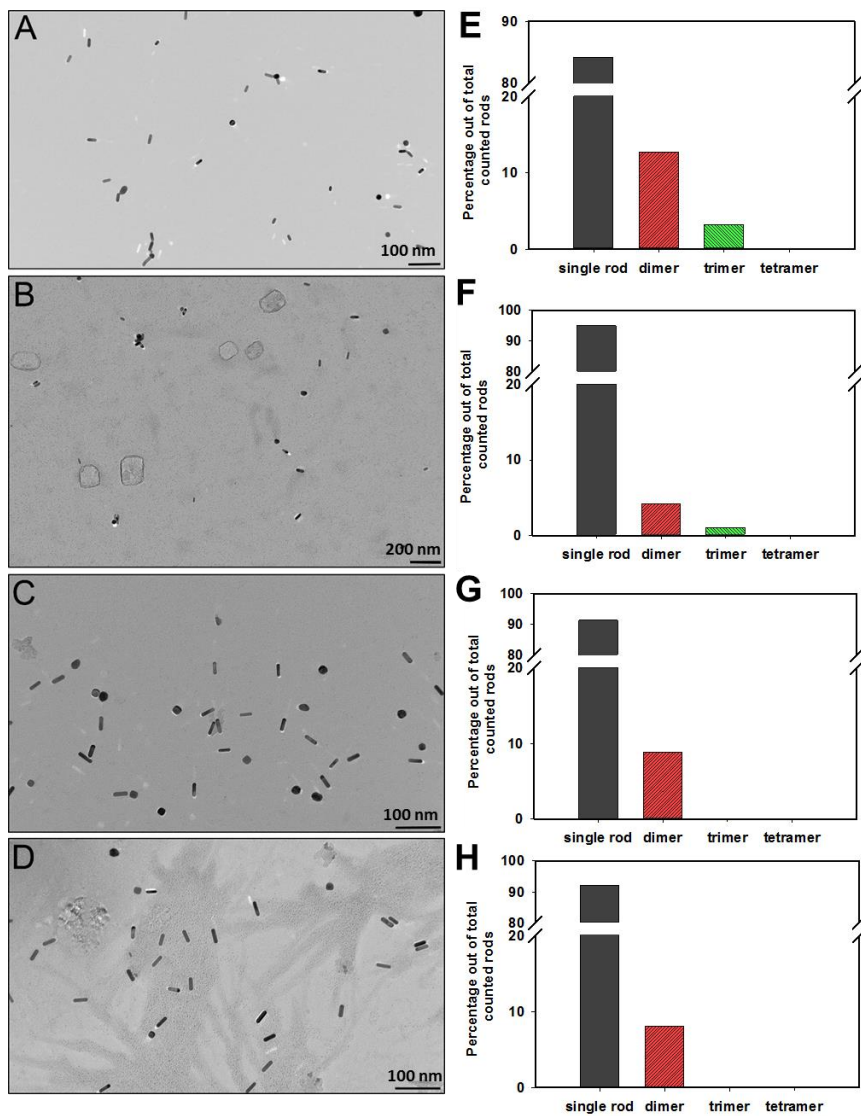 A
100 nm
E
Percentage out of total
counted rods
90
80
20
10
0
single rod dimer trimer tetramer
B
200 nm
F
Percentage out of total
counted rods
100
90
80
20
10
0
single rod dimer trimer tetramer
C
100 nm
G
Percentage out of total
counted rods
100
90
80
20
10
0
single rod dimer trimer tetramer
D
100 nm
H
Percentage out of total
counted rods
100
90
80
20
10
0
single rod dimer trimer tetramer